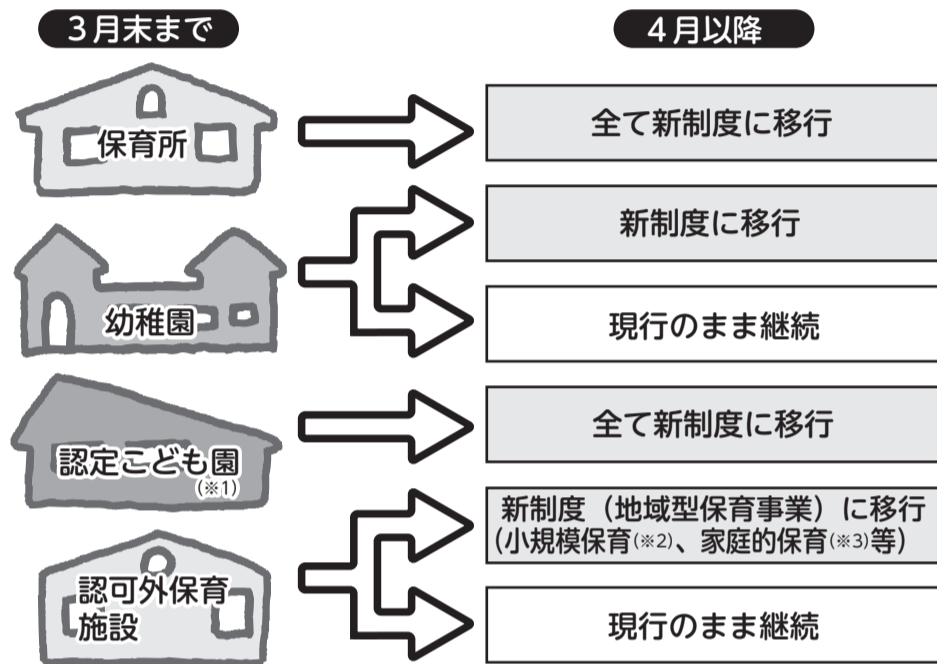 3月末まで
4月以降
保育所
全て新制度に移行
幼稚園
新制度に移行
現行のまま継続
認定こども園
(※1)
全て新制度に移行
認可外保育
施設
新制度(地域型保育事業)に移行
(小規模保育(※2)、家庭的保育(※3)等)
現行のまま継続